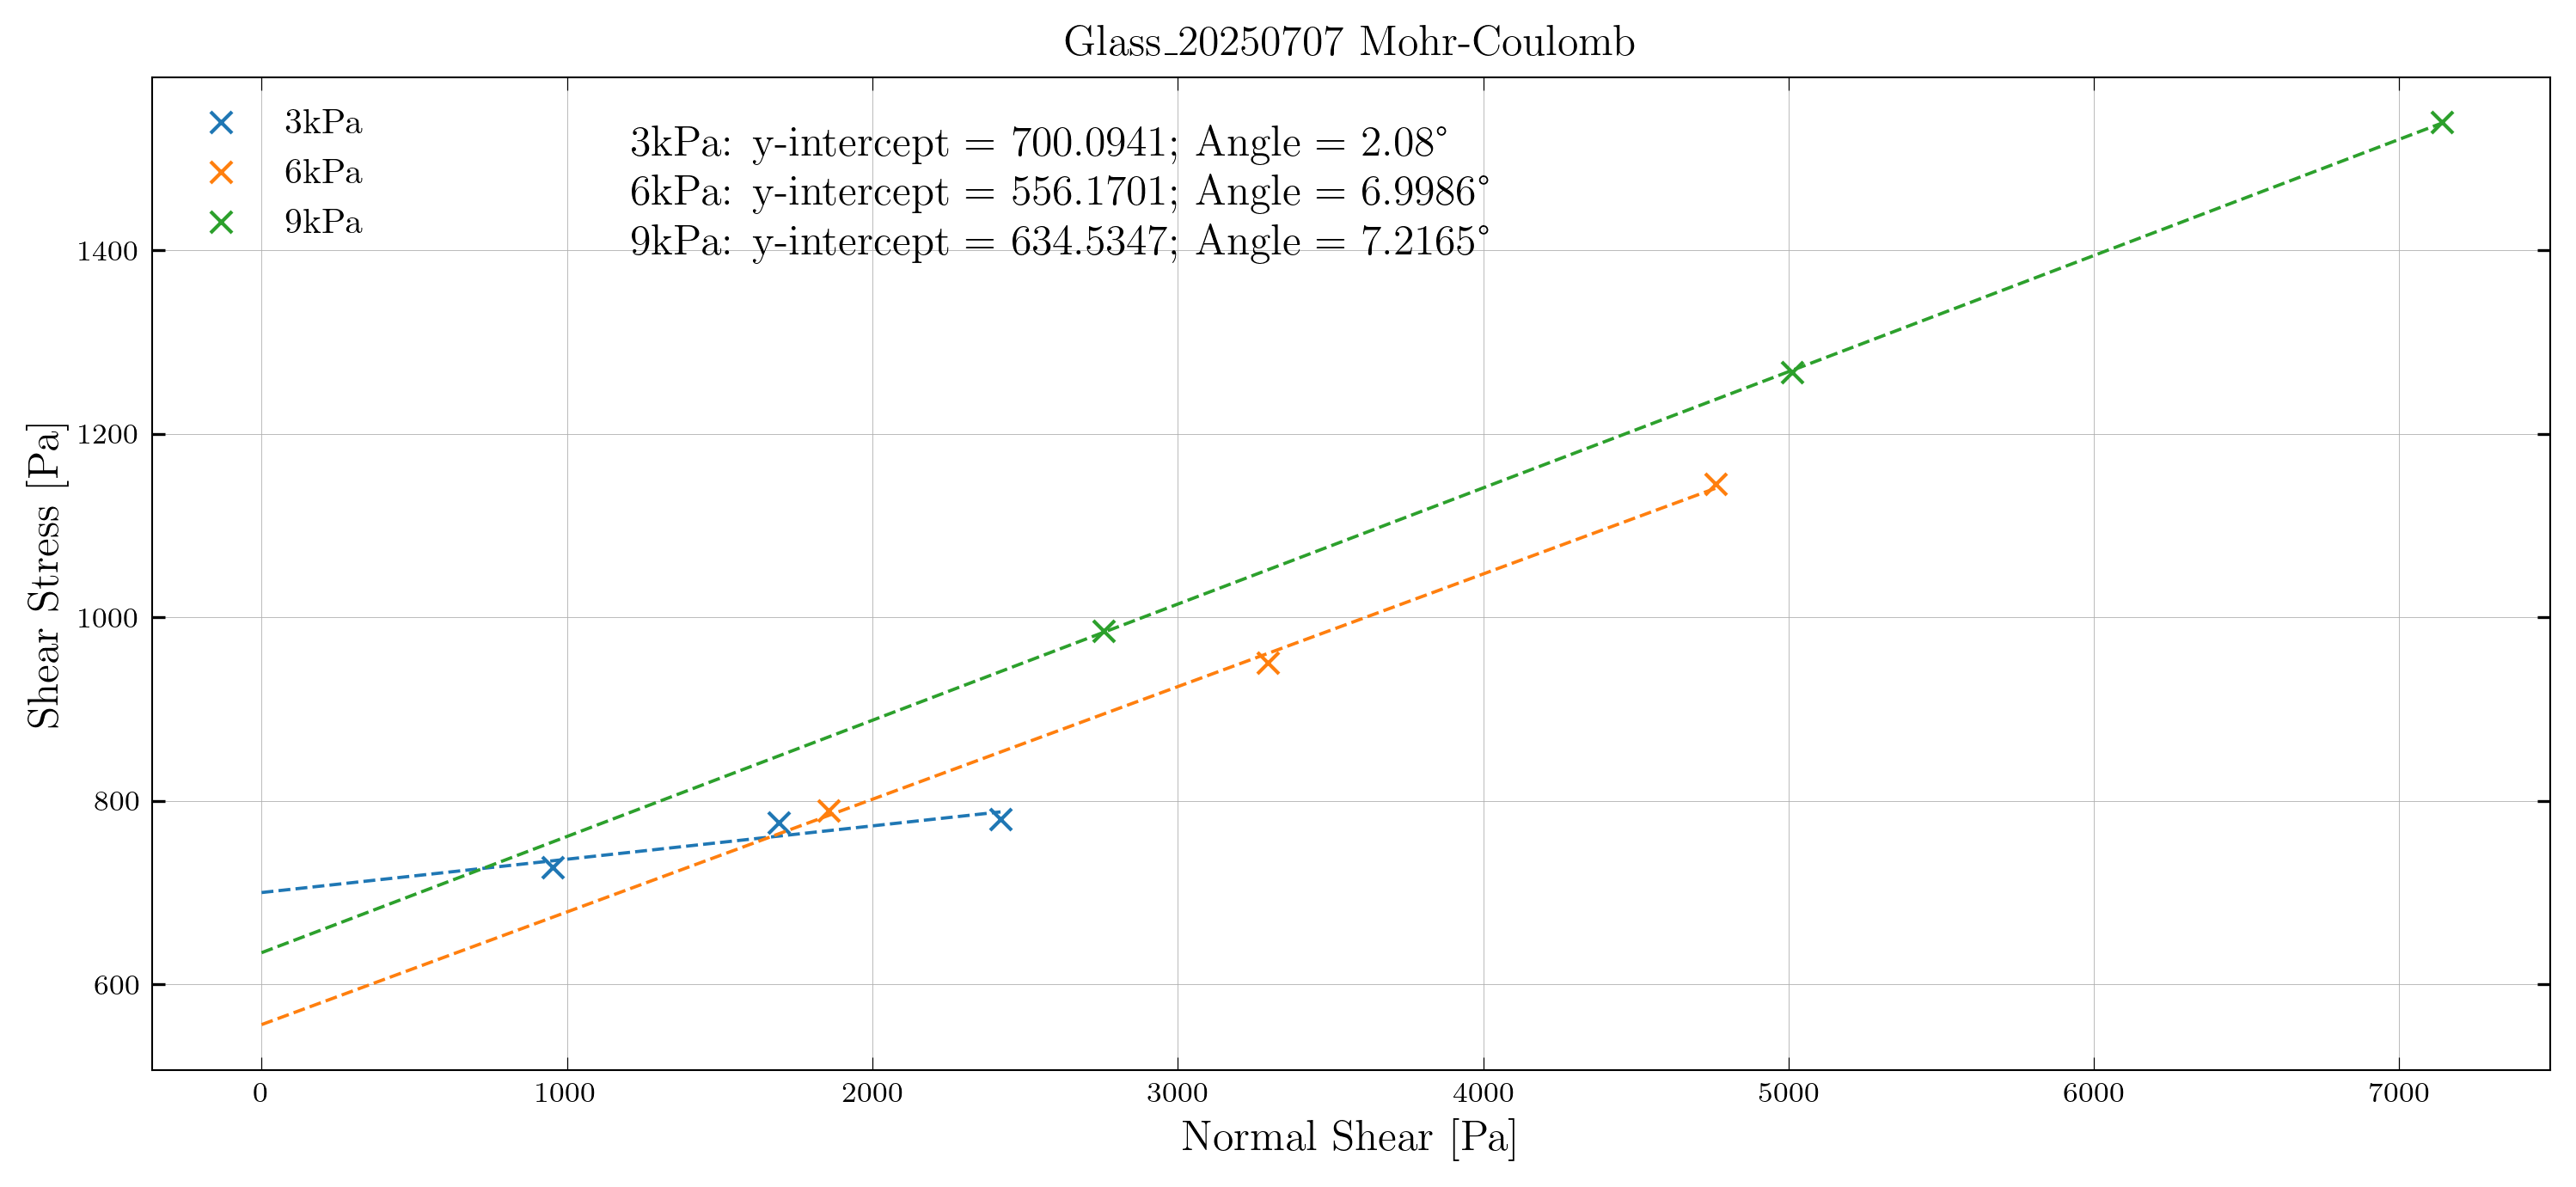 Glass_20250707 Mohr-Coulomb
3kPa
6kPa
9kPa
3kPa: y-intercept = 700.0941; Angle = 2.08°
6kPa: y-intercept = 556.1701; Angle = 6.9986°
9kPa: y-intercept = 634.5347; Angle = 7.2165°
1400
1200
1000
800
600
Shear Stress [Pa]
0 1000 2000 3000 4000 5000 6000 7000
Normal Shear [Pa]